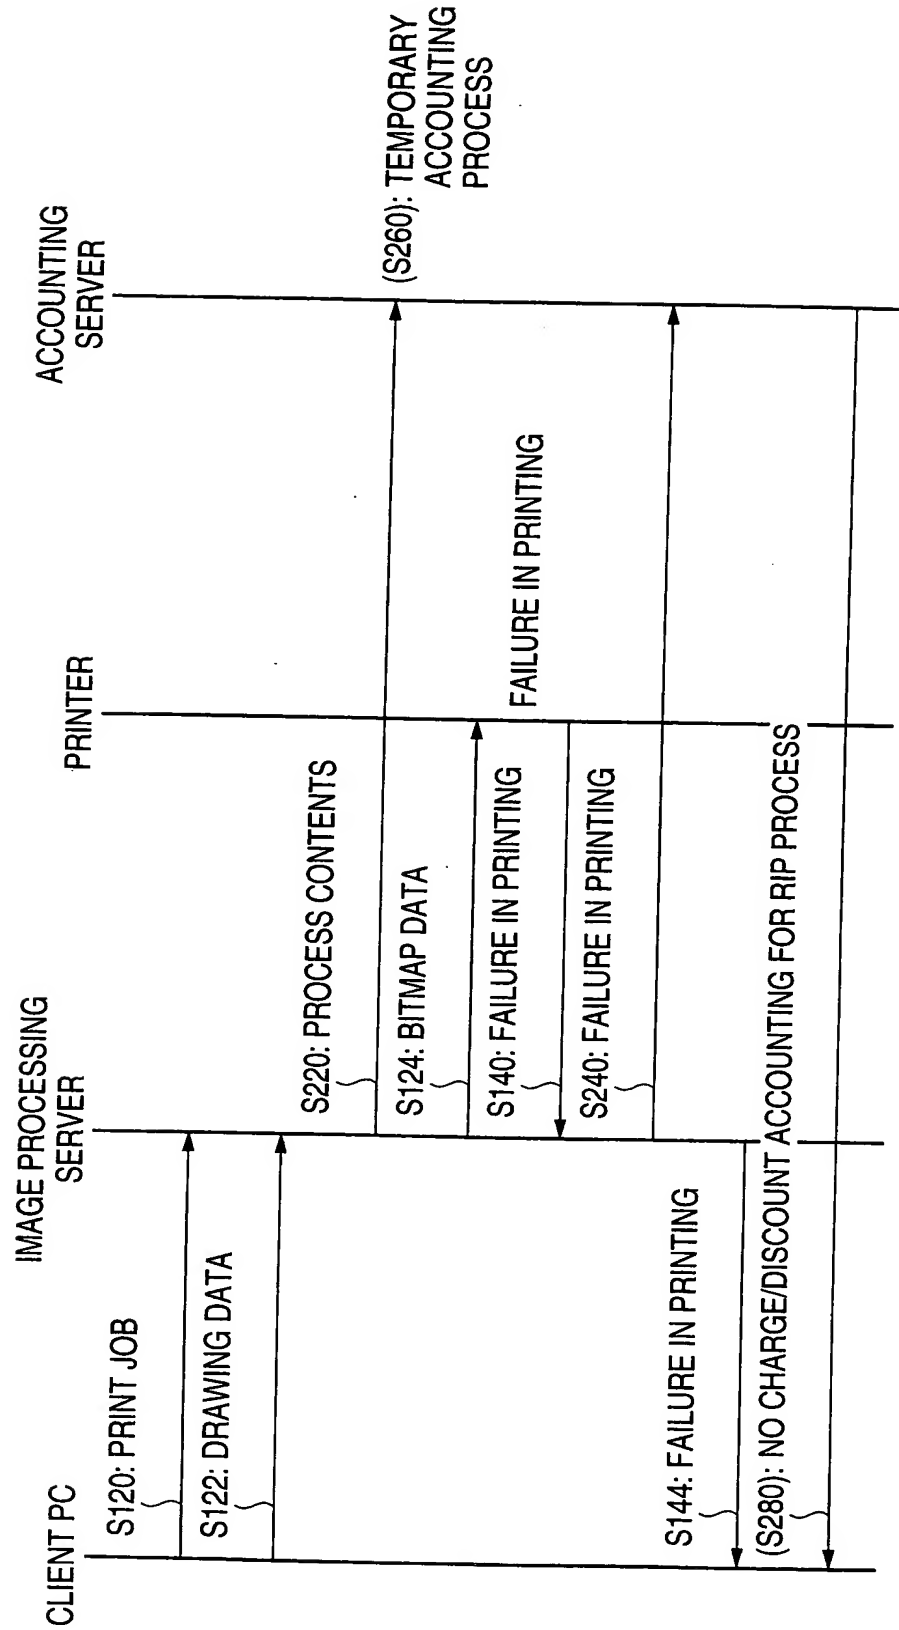 CLIENT PC
IMAGE PROCESSING
SERVER
PRINTER
ACCOUNTING
SERVER
S120: PRINT JOB
S122: DRAWING DATA
S220: PROCESS CONTENTS
(S260): TEMPORARY
ACCOUNTING
PROCESS
S124: BITMAP DATA
S140: FAILURE IN PRINTING
FAILURE IN PRINTING
S240: FAILURE IN PRINTING
S144: FAILURE IN PRINTING
(S280): NO CHARGE/DISCOUNT ACCOUNTING FOR RIP PROCESS